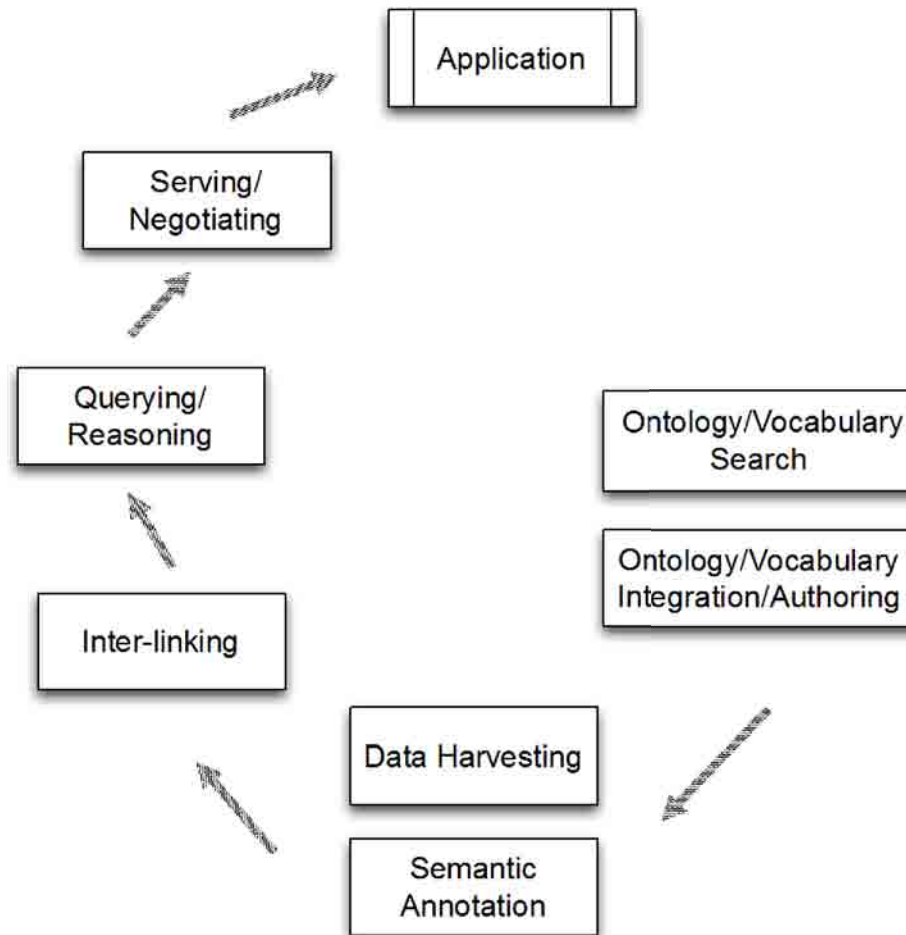 Application
Serving/
Negotiating
Querying/
Reasoning
Ontology/Vocabulary
Search
Ontology/Vocabulary
Integration/Authoring
Inter-linking
Data Harvesting
Semantic
Annotation